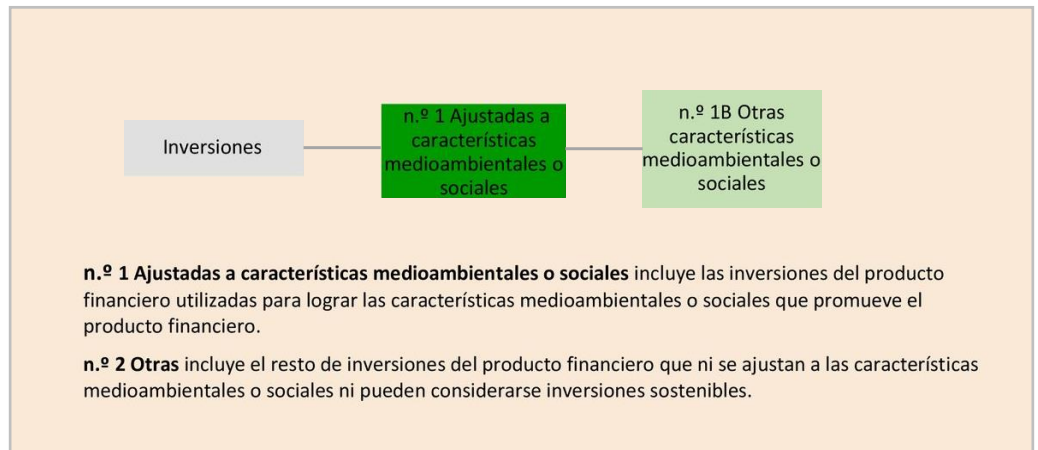 Inversiones
n.º 1 Ajustadas a
características
medioambientales o
sociales
n.º 1B Otras
características
medioambientales o
sociales
n.º 1 Ajustadas a características medioambientales o sociales incluye las inversiones del producto
financiero utilizadas para lograr las características medioambientales o sociales que promueve el
producto financiero.
n.º 2 Otras incluye el resto de inversiones del producto financiero que ni se ajustan a las características
medioambientales o sociales ni pueden considerarse inversiones sostenibles.